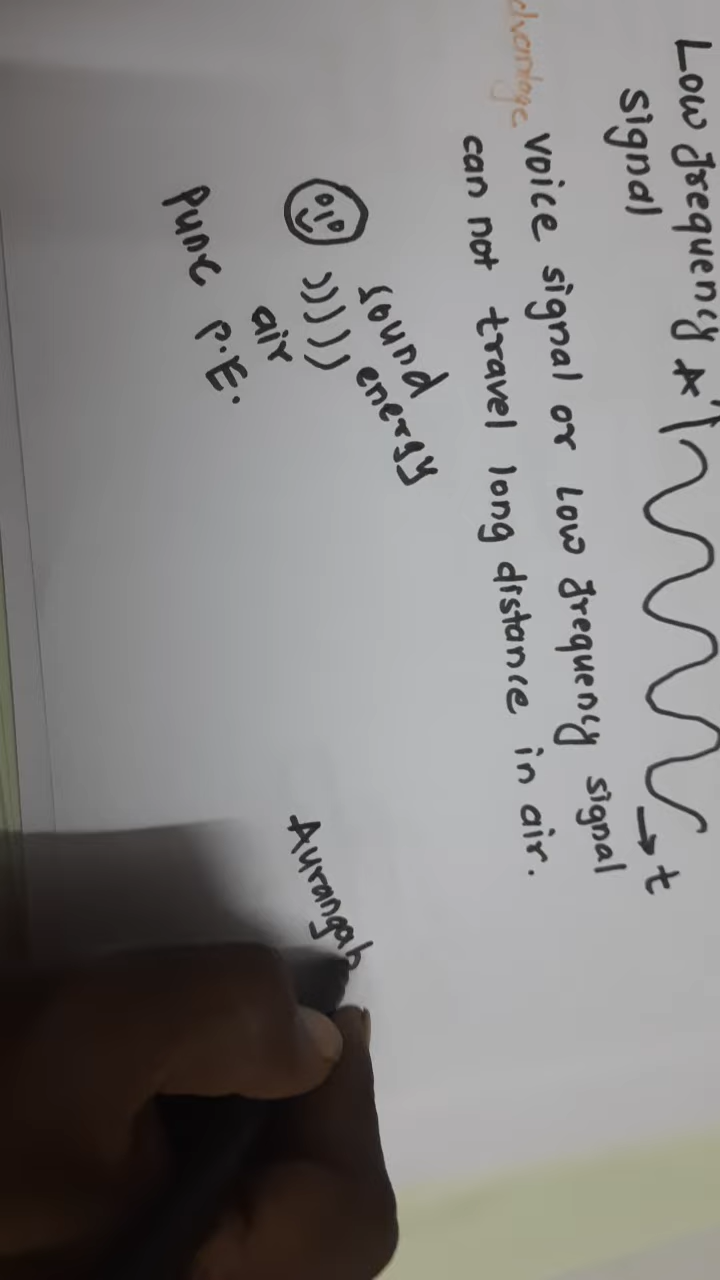 Low frequency
signal
A
t
dvantage
voice signal or Low frequency signal
can not travel long distance in air.
sound
energy
air
Pune P.E.
Aurangab